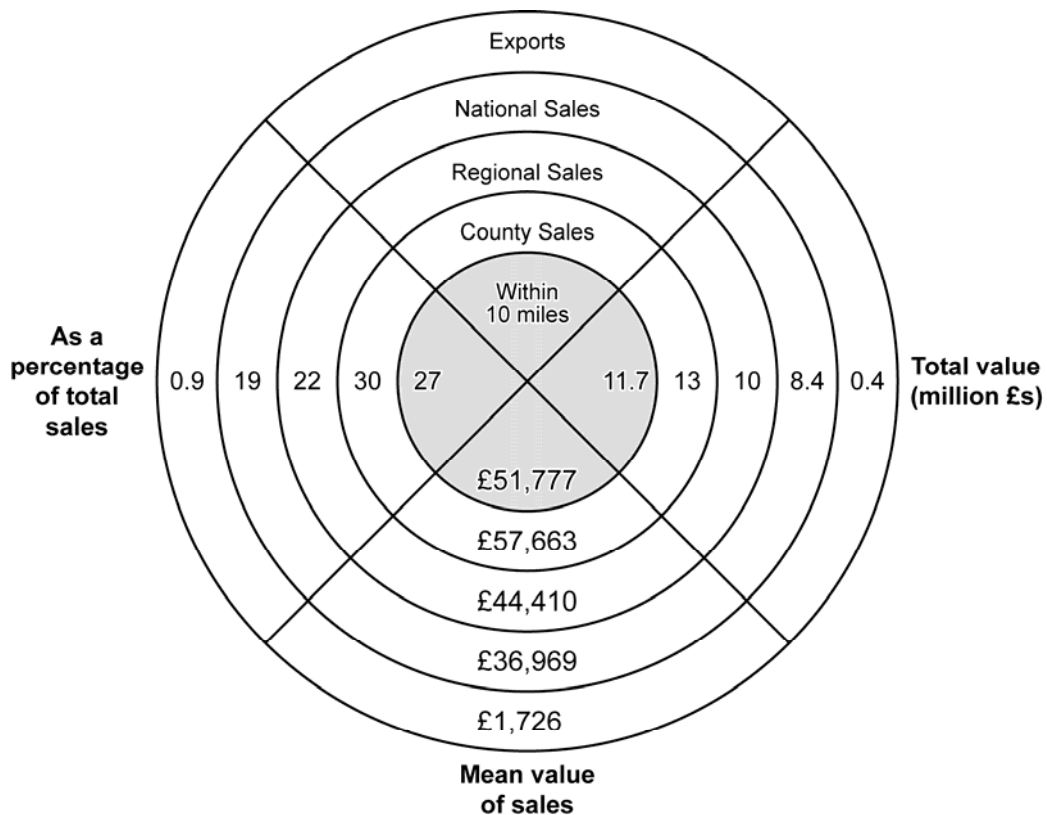 Exports
National Sales
Regional Sales
County Sales
Within
10 miles
As a
percentage
of total
sales
0.9 19 22 30 27 11.7 13 10 8.4 0.4
Total value
(million £s)
£51,777
£57,663
£44,410
£36,969
£1,726
Mean value
of sales